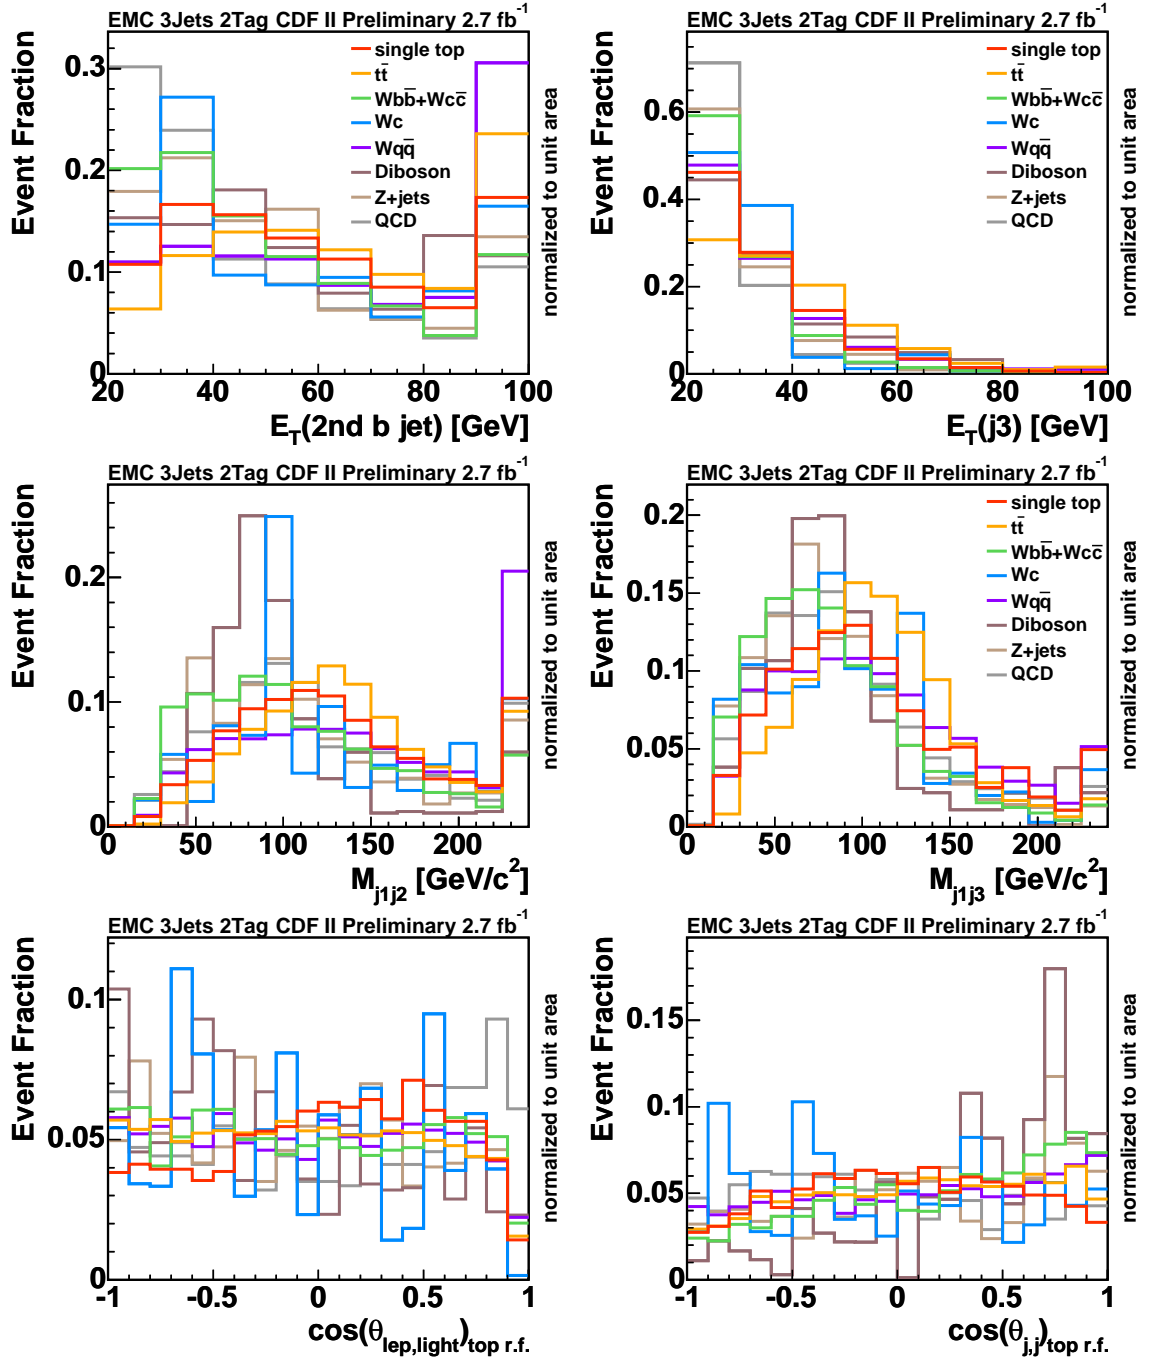 EMC 3Jets 2Tag CDF II Preliminary 2.7 fb⁻¹
Event Fraction
normalized to unit area
single top
tt̄
Wbb̄+Wcc̄
Wc
Wqq̄
Diboson
Z+jets
QCD
0 0.1 0.2 0.3
20 40 60 80 100
E_T(2nd b jet) [GeV]
EMC 3Jets 2Tag CDF II Preliminary 2.7 fb⁻¹
Event Fraction
normalized to unit area
single top
tt̄
Wbb̄+Wcc̄
Wc
Wqq̄
Diboson
Z+jets
QCD
0 0.2 0.4 0.6
20 40 60 80 100
E_T(j3) [GeV]
EMC 3Jets 2Tag CDF II Preliminary 2.7 fb⁻¹
Event Fraction
normalized to unit area
0 0.1 0.2
0 50 100 150 200
M_j1j2 [GeV/c²]
EMC 3Jets 2Tag CDF II Preliminary 2.7 fb⁻¹
Event Fraction
normalized to unit area
single top
tt̄
Wbb̄+Wcc̄
Wc
Wqq̄
Diboson
Z+jets
QCD
0 0.05 0.1 0.15 0.2
0 50 100 150 200
M_j1j3 [GeV/c²]
EMC 3Jets 2Tag CDF II Preliminary 2.7 fb⁻¹
Event Fraction
normalized to unit area
0 0.05 0.1
-1 -0.5 0 0.5 1
cos(θ_lep,light)_top r.f.
EMC 3Jets 2Tag CDF II Preliminary 2.7 fb⁻¹
Event Fraction
normalized to unit area
0 0.05 0.1 0.15
-1 -0.5 0 0.5 1
cos(θ_j,j)_top r.f.